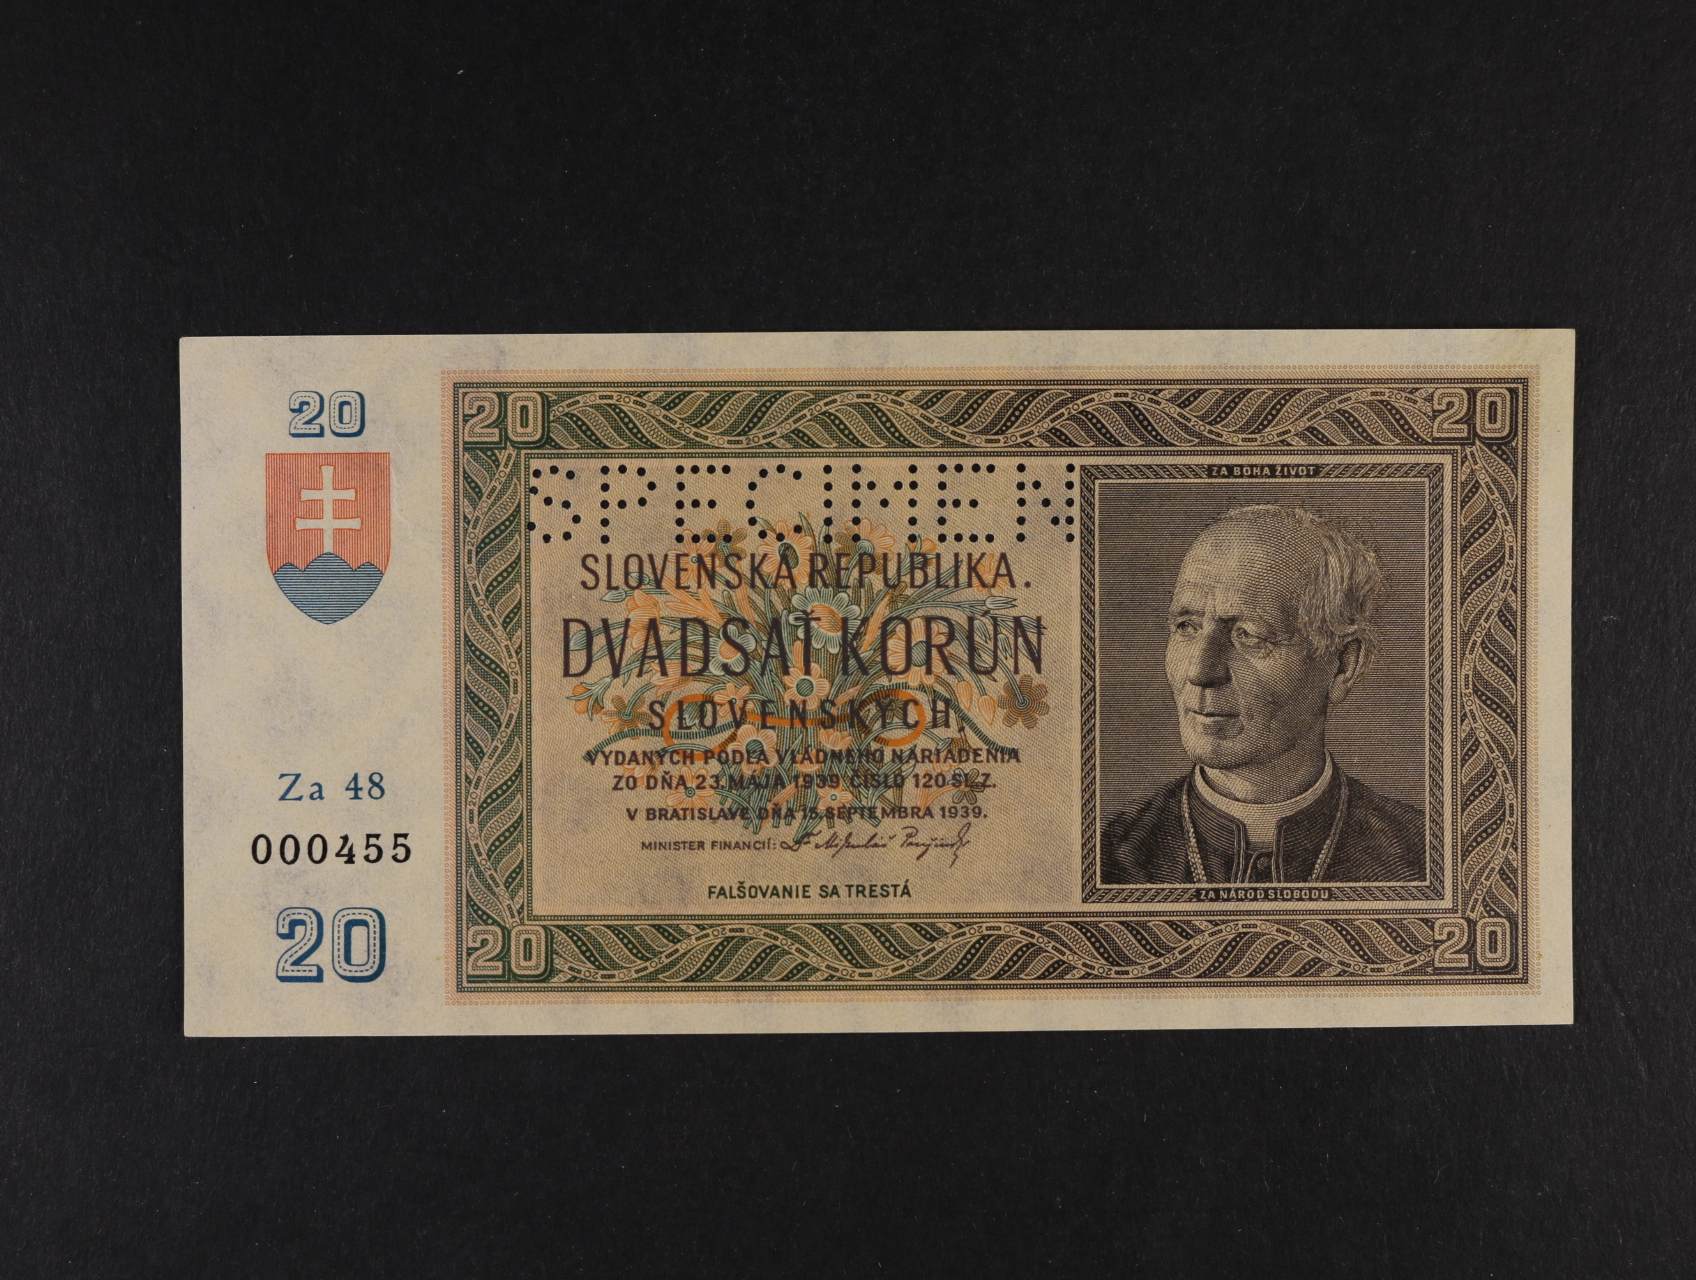 20
Za 48
000455
20
20
20
SPECIMEN
SLOVENSKÁ REPUBLIKA.
DVADSAŤ KORÚN
SLOVENSKÝCH,
VYDANÝCH PODĽA VLÁDNEHO NARIADENIA
ZO DŇA 23. MÁJA 1939 ČÍSLO 120 SL. Z.
V BRATISLAVE DŇA 15. SEPTEMBRA 1939.
MINISTER FINANCIÍ:
FALŠOVANIE SA TRESTÁ
ZA BOHA ŽIVOT
ZA NÁROD SLOBODU
20
20